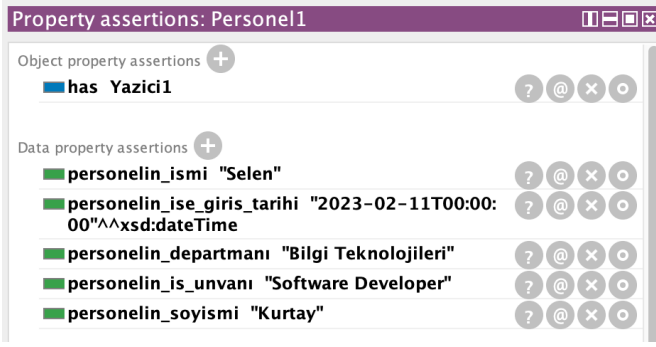 Property assertions: Personel1
Object property assertions
has Yazici1
Data property assertions
personelin_ismi "Selen"
personelin_ise_giris_tarihi "2023-02-11T00:00:
00"^^xsd:dateTime
personelin_departmanı "Bilgi Teknolojileri"
personelin_is_unvanı "Software Developer"
personelin_soyismi "Kurtay"